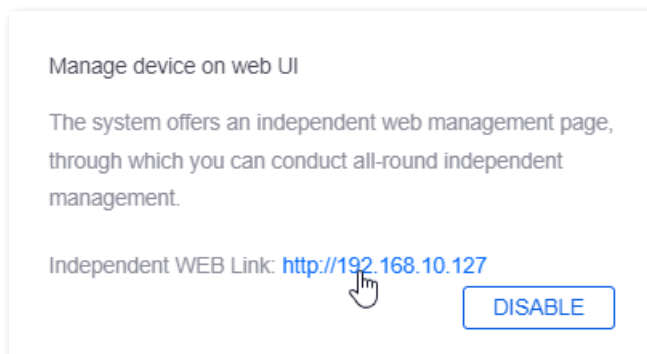 Manage device on web UI
The system offers an independent web management page,
through which you can conduct all-round independent
management.
Independent WEB Link: http://192.168.10.127
DISABLE